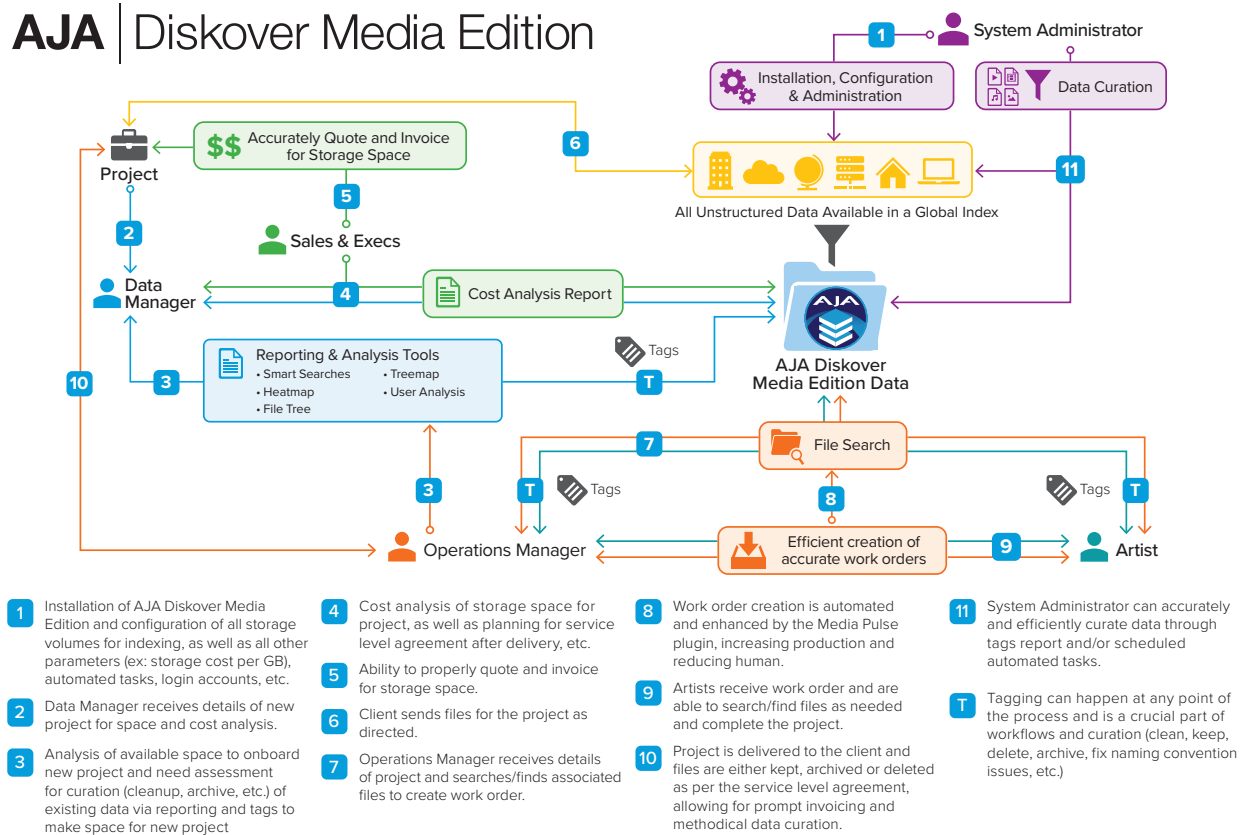 AJA | Diskover Media Edition
System Administrator
1
Installation, Configuration
& Administration
Data Curation
$$ Accurately Quote and Invoice
for Storage Space
6
Project
11
5
All Unstructured Data Available in a Global Index
2
Sales & Execs
Data
Manager
4
Cost Analysis Report
AJA
Reporting & Analysis Tools
• Smart Searches
• Heatmap
• File Tree
• Treemap
• User Analysis
Tags
10
3
T
AJA Diskover
Media Edition Data
7
File Search
3
T
Tags
8
Tags
T
Operations Manager
Efficient creation of
accurate work orders
9
Artist
1
Installation of AJA Diskover Media
Edition and configuration of all storage
volumes for indexing, as well as all other
parameters (ex: storage cost per GB),
automated tasks, login accounts, etc.
2
Data Manager receives details of new
project for space and cost analysis.
3
Analysis of available space to onboard
new project and need assessment
for curation (cleanup, archive, etc.) of
existing data via reporting and tags to
make space for new project
4
Cost analysis of storage space for
project, as well as planning for service
level agreement after delivery, etc.
5
Ability to properly quote and invoice
for storage space.
6
Client sends files for the project as
directed.
7
Operations Manager receives details
of project and searches/finds associated
files to create work order.
8
Work order creation is automated
and enhanced by the Media Pulse
plugin, increasing production and
reducing human.
9
Artists receive work order and are
able to search/find files as needed
and complete the project.
10
Project is delivered to the client and
files are either kept, archived or deleted
as per the service level agreement,
allowing for prompt invoicing and
methodical data curation.
11
System Administrator can accurately
and efficiently curate data through
tags report and/or scheduled
automated tasks.
T
Tagging can happen at any point of
the process and is a crucial part of
workflows and curation (clean, keep,
delete, archive, fix naming convention
issues, etc.)